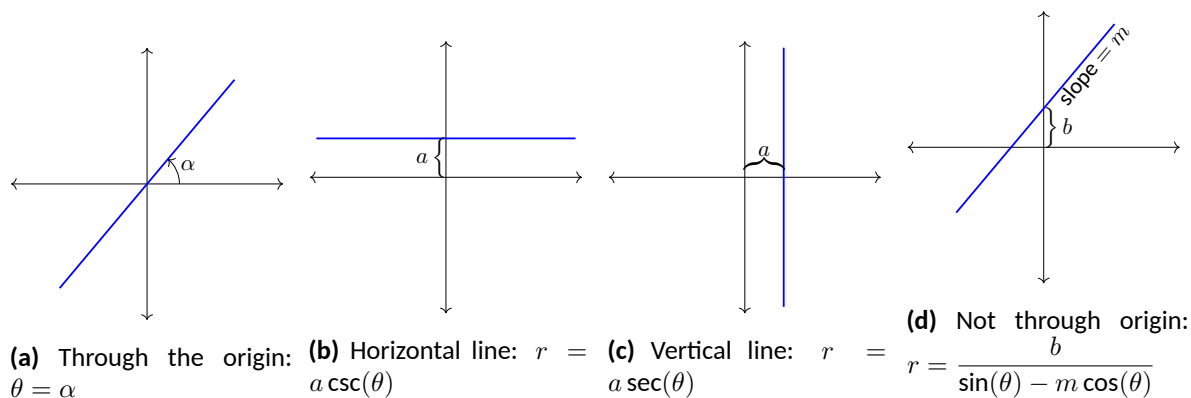 α
a
a
slope = m
b
(a) Through the origin:
θ = α
(b) Horizontal line: r =
a csc(θ)
(c) Vertical line: r =
a sec(θ)
(d) Not through origin:
r = b / (sin(θ) − m cos(θ))